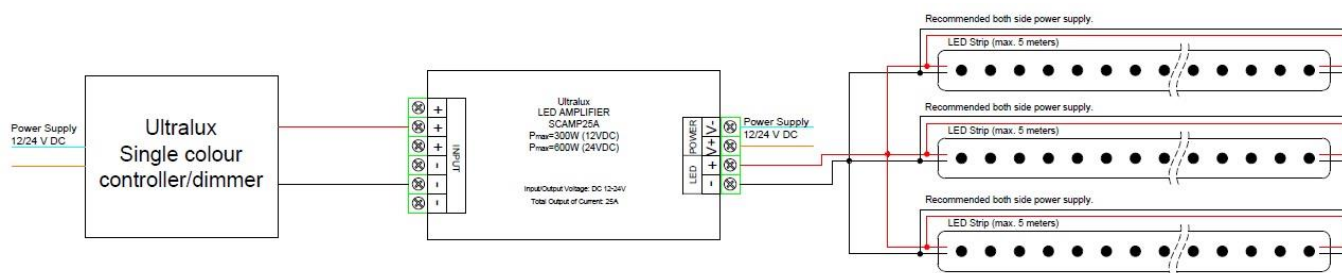 Power Supply
12/24 V DC
Ultralux
Single colour
controller/dimmer
+
+
+
-
-
-
INPUT
Ultralux
LED AMPLIFIER
SCAMP25A
Pmax=300W (12VDC)
Pmax=600W (24VDC)
Input/Output Voltage: DC 12-24V
Total Output of Current: 25A
POWER
LED
V-
V+
+
-
Power Supply
12/24 V DC
Recommended both side power supply.
LED Strip (max. 5 meters)
Recommended both side power supply.
LED Strip (max. 5 meters)
Recommended both side power supply.
LED Strip (max. 5 meters)